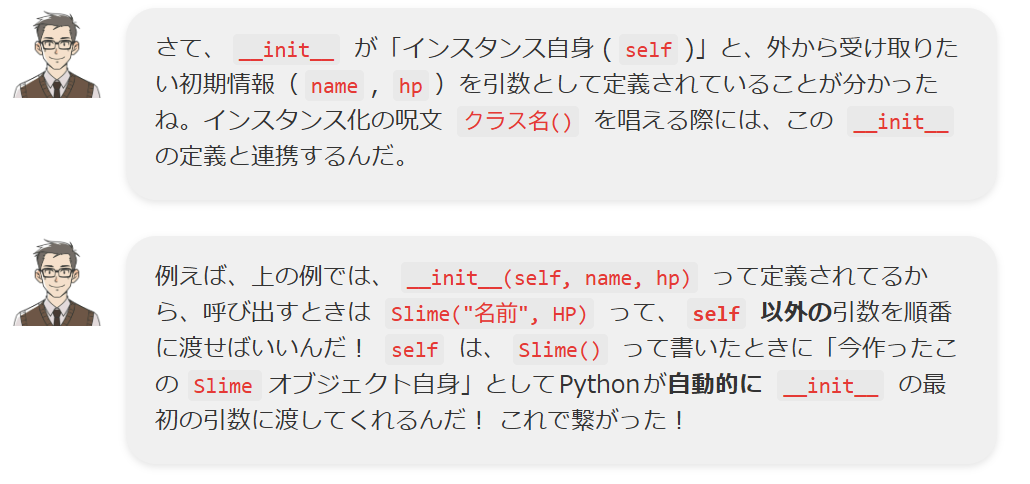 さて、 __init__ が「インスタンス自身 ( self )」と、外から受け取りた
い初期情報（ name , hp ）を引数として定義されていることが分かった
ね。インスタンス化の呪文 クラス名() を唱える際には、この __init__
の定義と連携するんだ。
例えば、上の例では、 __init__(self, name, hp) って定義されてるか
ら、呼び出すときは Slime("名前", HP) って、 self 以外の引数を順番
に渡せばいいんだ！ self は、 Slime() って書いたときに「今作ったこ
の Slime オブジェクト自身」としてPythonが自動的に __init__ の最
初の引数に渡してくれるんだ！ これで繋がった！